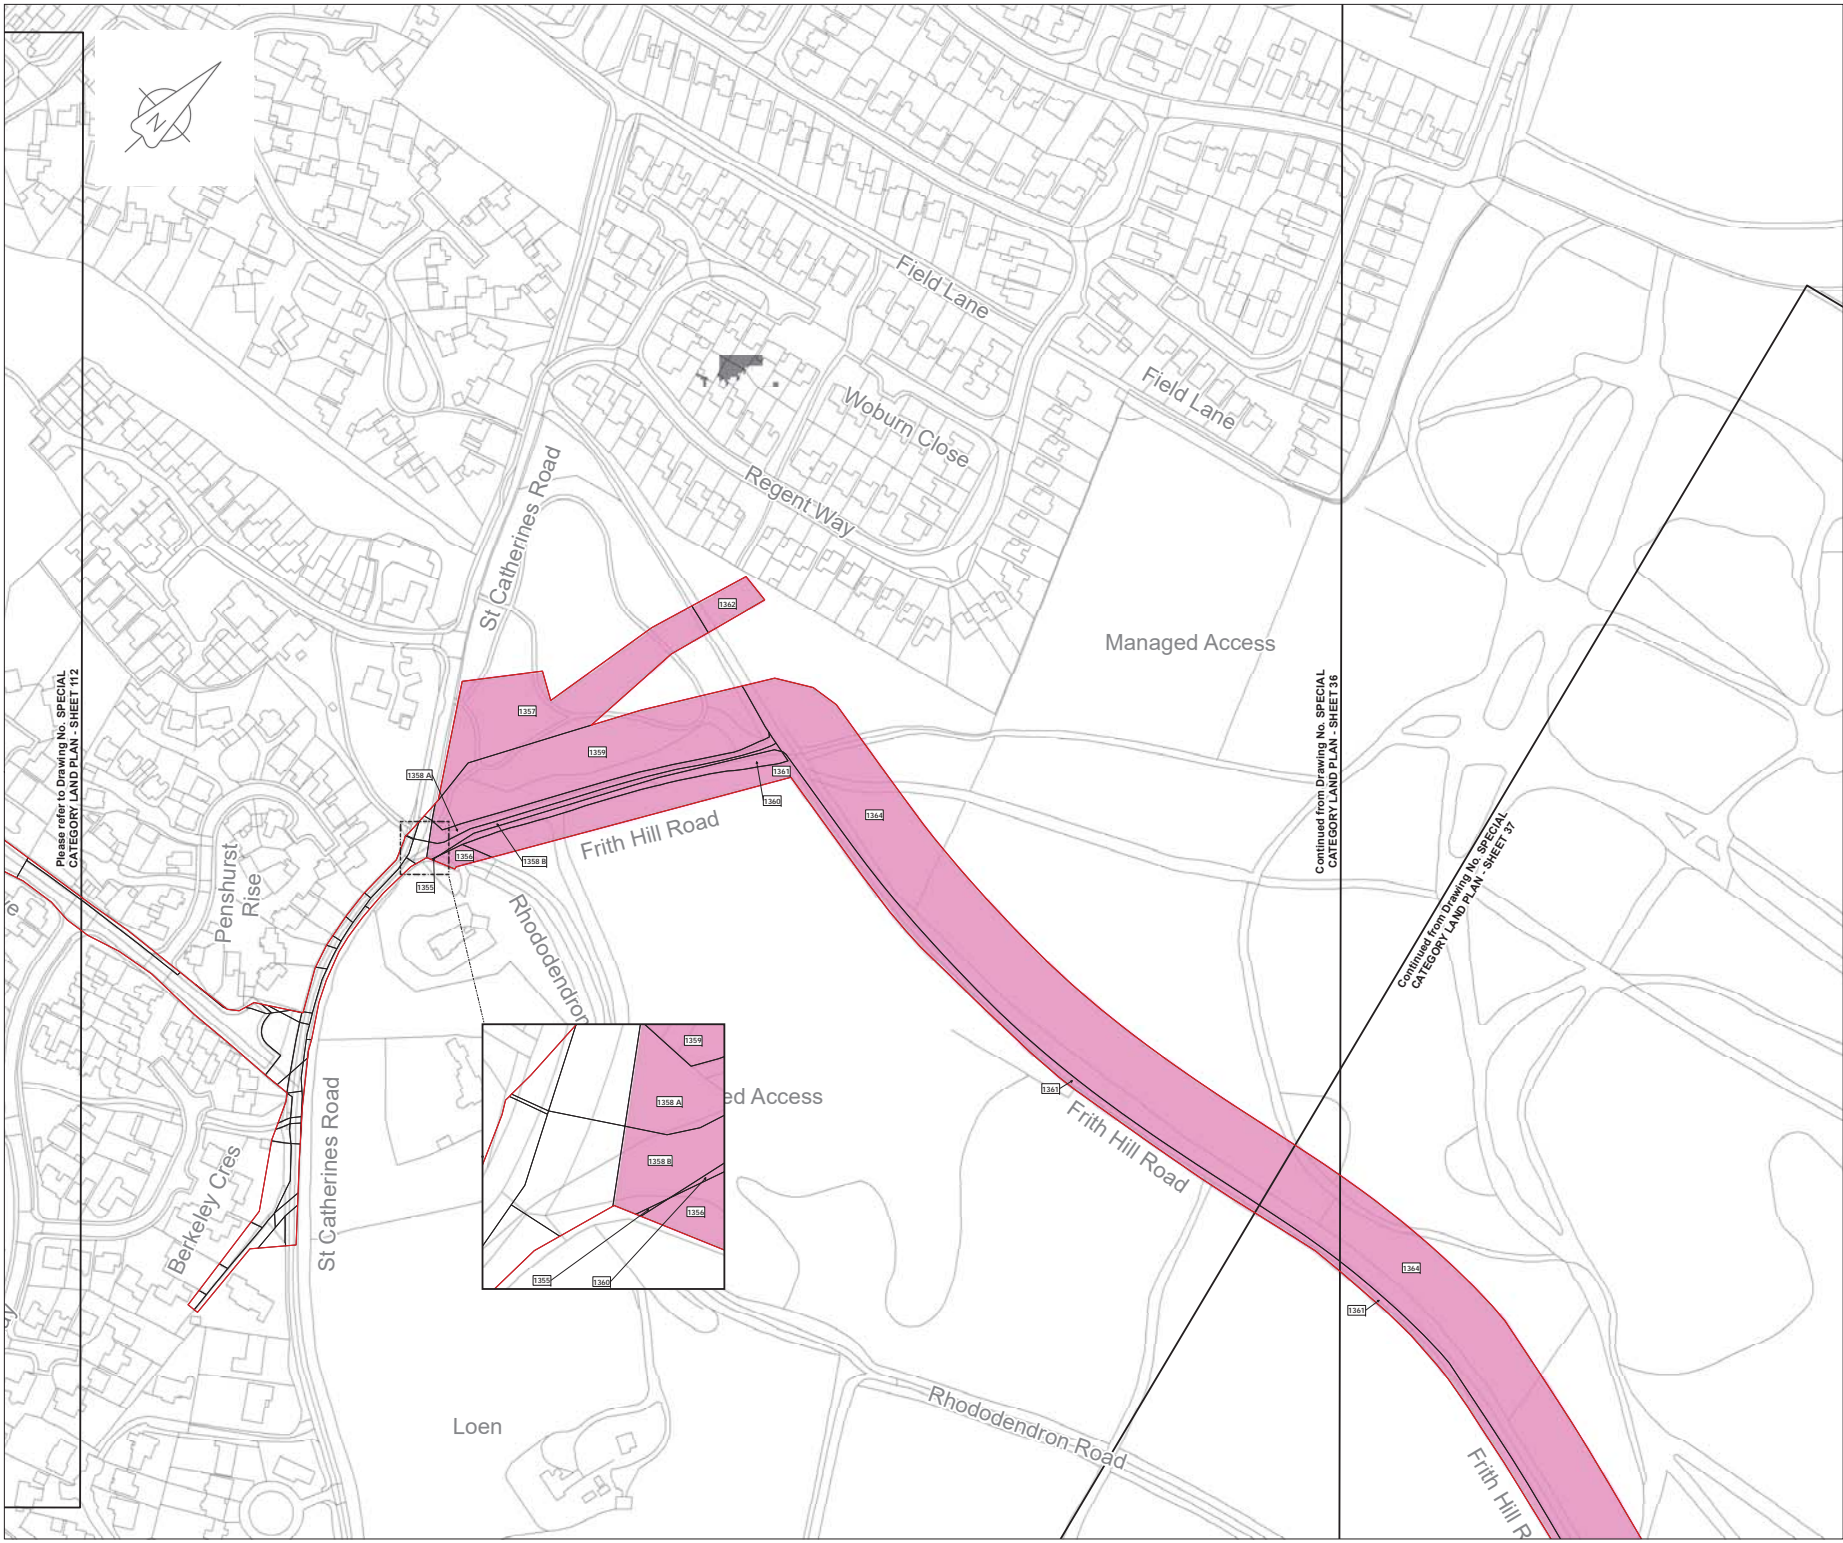 N
Field Lane
Field Lane
Woburn Close
Regent Way
St Catherines Road
1362
Managed Access
Please refer to Drawing No. SPECIAL
CATEGORY LAND PLAN - SHEET 112
Continued from Drawing No. SPECIAL
CATEGORY LAND PLAN - SHEET 36
Continued from Drawing No. SPECIAL
CATEGORY LAND PLAN - SHEET 37
1357
1359
1358 A
1361
1360
1364
Frith Hill Road
1356
1358 B
1355
Penshurst
Rise
Rhododendron
1359
1358 A
ed Access
1358 B
1356
1355
1360
1361
Frith Hill Road
St Catherines Road
Berkeley Cres
1364
1361
Loen
Rhododendron Road
Frith Hill R